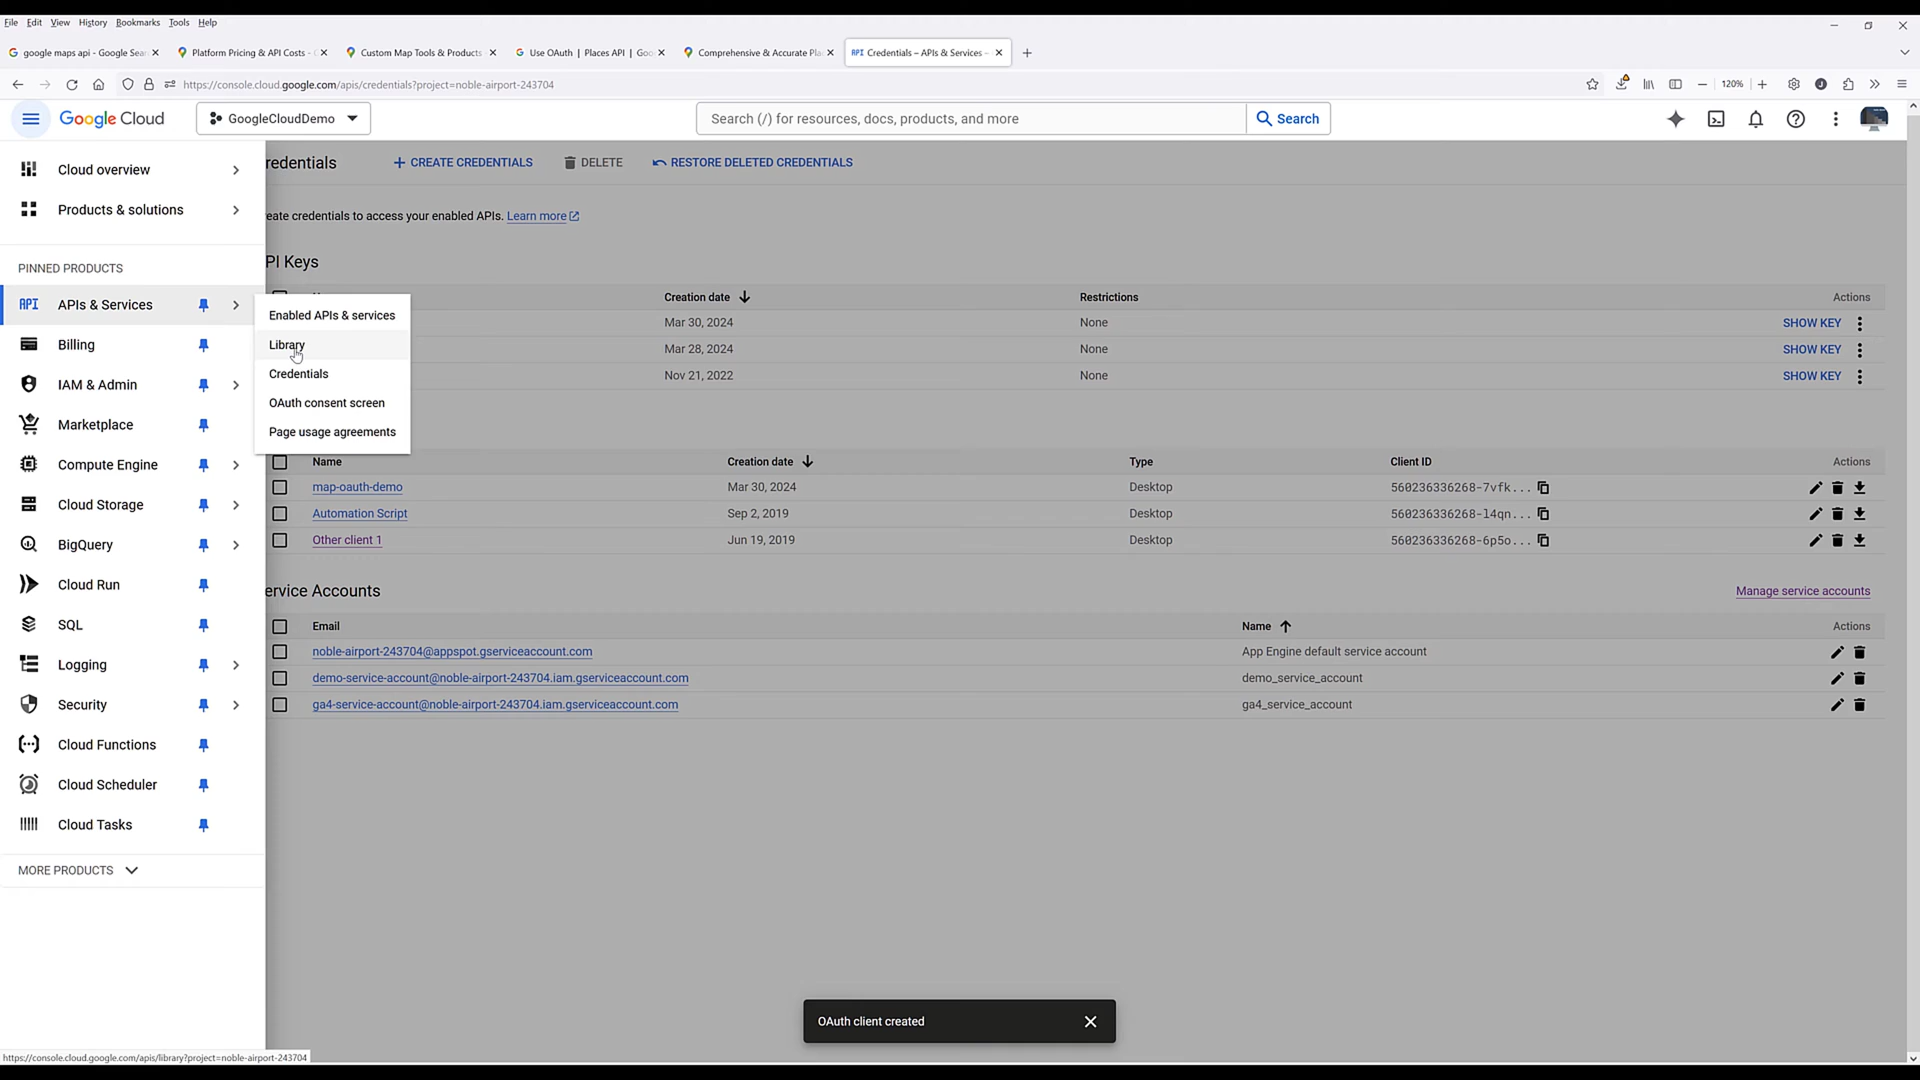 File Edit View History Bookmarks Tools Help
google maps api - Google Sea
Platform Pricing & API Costs -
Custom Map Tools & Products
Use OAuth | Places API | Goo
Comprehensive & Accurate Pla
API Credentials – APIs & Services –
https://console.cloud.google.com/apis/credentials?project=noble-airport-243704
120%
Google Cloud
GoogleCloudDemo
Search (/) for resources, docs, products, and more
Search
Cloud overview
Products & solutions
PINNED PRODUCTS
API APIs & Services
Billing
IAM & Admin
Marketplace
Compute Engine
Cloud Storage
BigQuery
Cloud Run
SQL
Logging
Security
Cloud Functions
Cloud Scheduler
Cloud Tasks
MORE PRODUCTS
Enabled APIs & services
Library
Credentials
OAuth consent screen
Page usage agreements
redentials
CREATE CREDENTIALS
DELETE
RESTORE DELETED CREDENTIALS
eate credentials to access your enabled APIs. Learn more
PI Keys
Creation date Restrictions Actions
Mar 30, 2024 None SHOW KEY
Mar 28, 2024 None SHOW KEY
Nov 21, 2022 None SHOW KEY
Name Creation date Type Client ID Actions
map-oauth-demo Mar 30, 2024 Desktop 560236336268-7vfk...
Automation Script Sep 2, 2019 Desktop 560236336268-l4qn...
Other client 1 Jun 19, 2019 Desktop 560236336268-6p5o...
ervice Accounts
Manage service accounts
Email Name Actions
noble-airport-243704@appspot.gserviceaccount.com App Engine default service account
demo-service-account@noble-airport-243704.iam.gserviceaccount.com demo_service_account
ga4-service-account@noble-airport-243704.iam.gserviceaccount.com ga4_service_account
OAuth client created
https://console.cloud.google.com/apis/library?project=noble-airport-243704